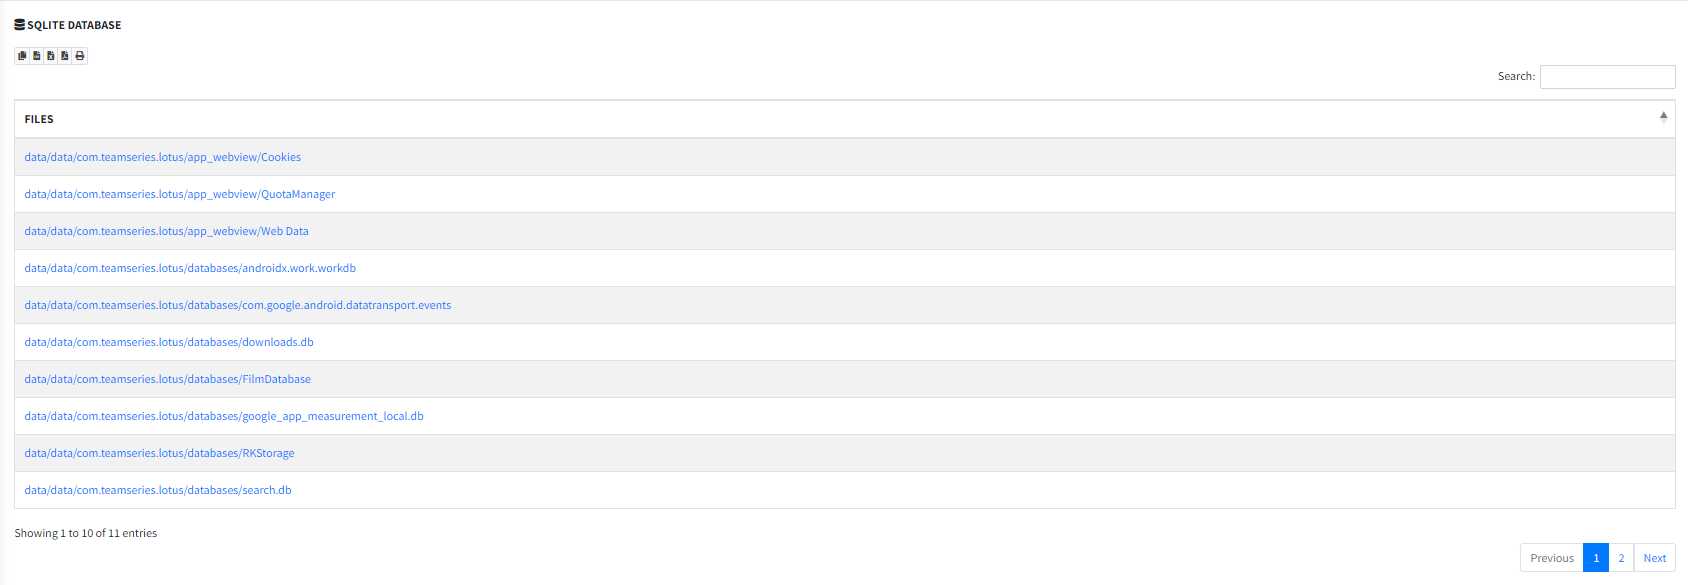 SQLITE DATABASE
Search:
FILES
data/data/com.teamseries.lotus/app_webview/Cookies
data/data/com.teamseries.lotus/app_webview/QuotaManager
data/data/com.teamseries.lotus/app_webview/Web Data
data/data/com.teamseries.lotus/databases/androidx.work.workdb
data/data/com.teamseries.lotus/databases/com.google.android.datatransport.events
data/data/com.teamseries.lotus/databases/downloads.db
data/data/com.teamseries.lotus/databases/FilmDatabase
data/data/com.teamseries.lotus/databases/google_app_measurement_local.db
data/data/com.teamseries.lotus/databases/RKStorage
data/data/com.teamseries.lotus/databases/search.db
Showing 1 to 10 of 11 entries
Previous 1 2 Next